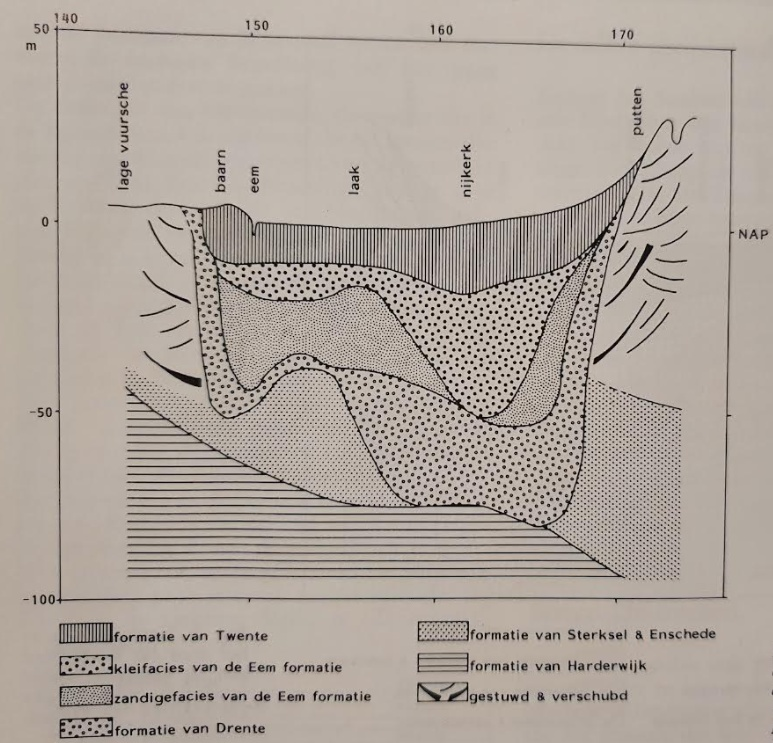 140 150 160 170
50
m
lage vuursche
baarn
eem
laak
nijkerk
putten
0
NAP
-50
-100
formatie van Twente
kleifacies van de Eem formatie
zandigefacies van de Eem formatie
formatie van Drente
formatie van Sterksel & Enschede
formatie van Harderwijk
gestuwd & verschubd